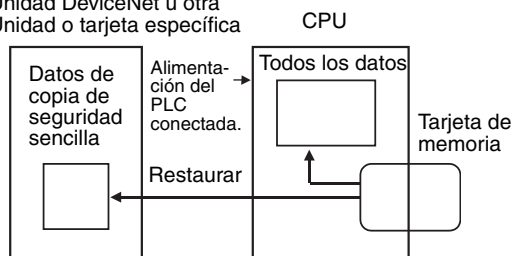 Unidad DeviceNet u otra
Unidad o tarjeta específica
CPU
Datos de
copia de
seguridad
sencilla
Alimenta-
ción del
PLC
conectada.
Todos los datos
Tarjeta de
memoria
Restaurar